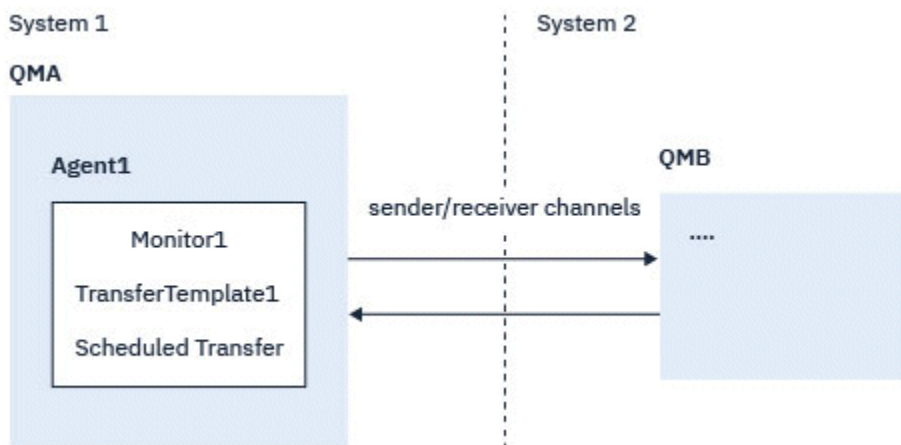 System 1
System 2
QMA
Agent1
QMB
sender/receiver channels
Monitor1
....
TransferTemplate1
Scheduled Transfer